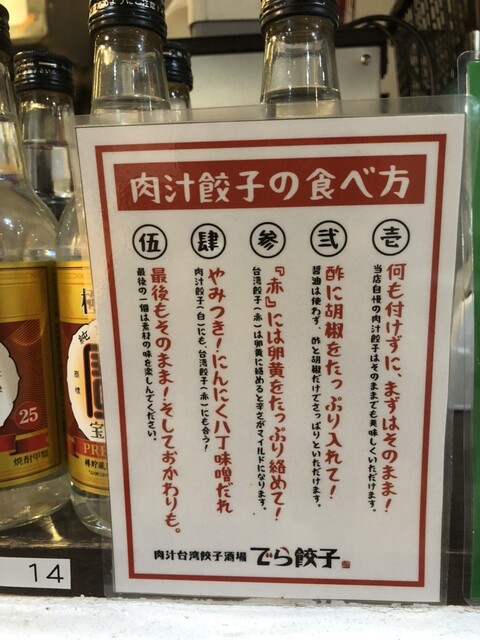 肉汁餃子の食べ方
壱
何も付けずに、まずはそのまま！
当店自慢の肉汁餃子はそのままでも美味しくいただけます。
弐
酢に胡椒をたっぷり入れて！
醤油は使わず、酢と胡椒だけでさっぱりといただけます。
参
『赤』には卵黄をたっぷり絡めて！
台湾餃子（赤）は卵黄に絡めると辛さがマイルドになります。
肆
やみつき！にんにく八丁味噌だれ
肉汁餃子（白）にも、台湾餃子（赤）にも合う！
伍
最後もそのまま！そしておかわりも。
最後の一個は素材の味を楽しんでください。
肉汁台湾餃子酒場 でら餃子
25
焼酎甲類
純
宝
PRE
14